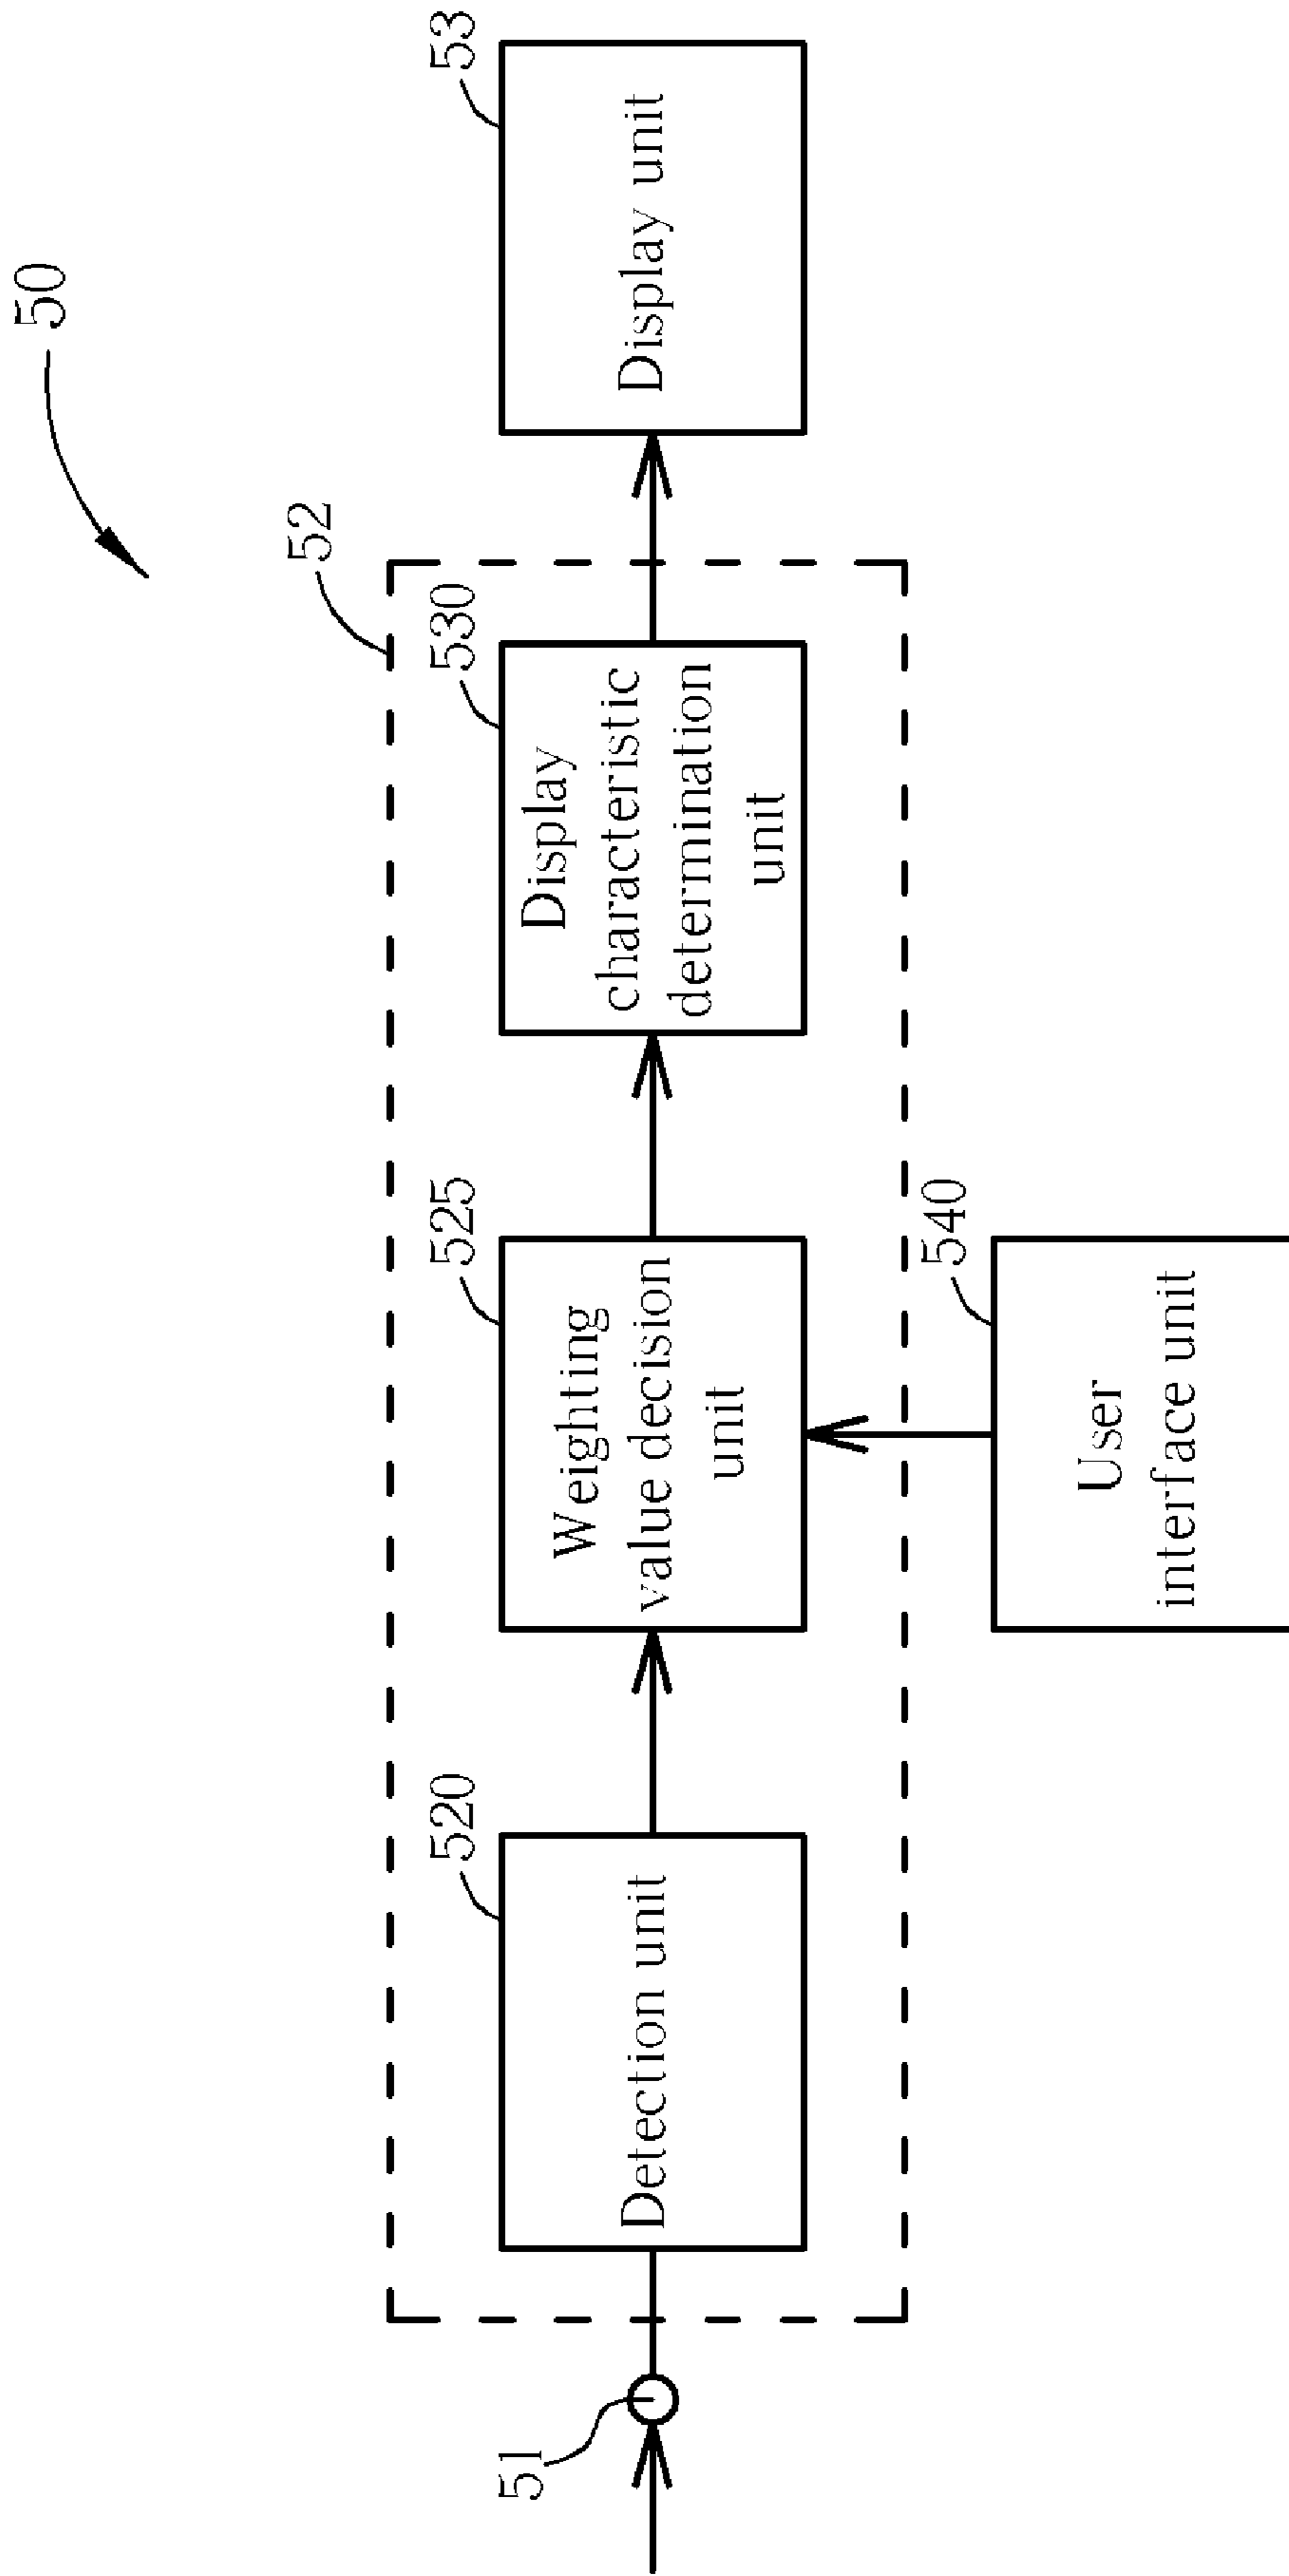 50
52
51
520
Detection unit
525
Weighting
value decision
unit
530
Display
characteristic
determination
unit
53
Display unit
540
User
interface unit